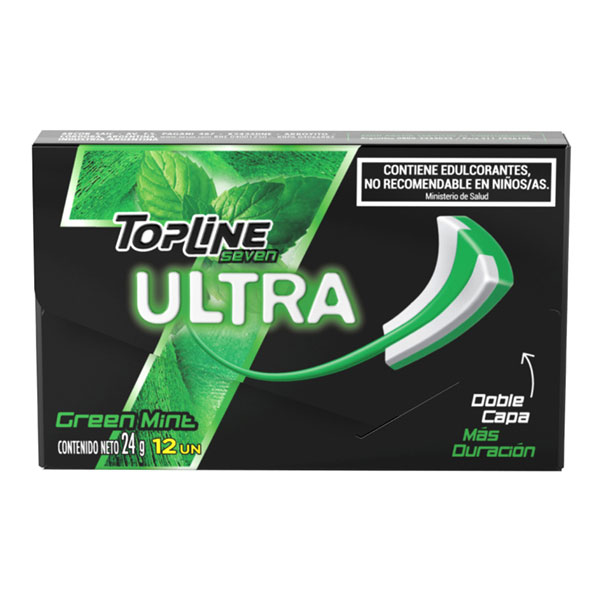 CONTIENE EDULCORANTES,
NO RECOMENDABLE EN NIÑOS/AS.
Ministerio de Salud
TOPLINE
seven
ULTRA
Doble
Capa
Más
Duración
Green Mint
CONTENIDO NETO 24 g 12 UN